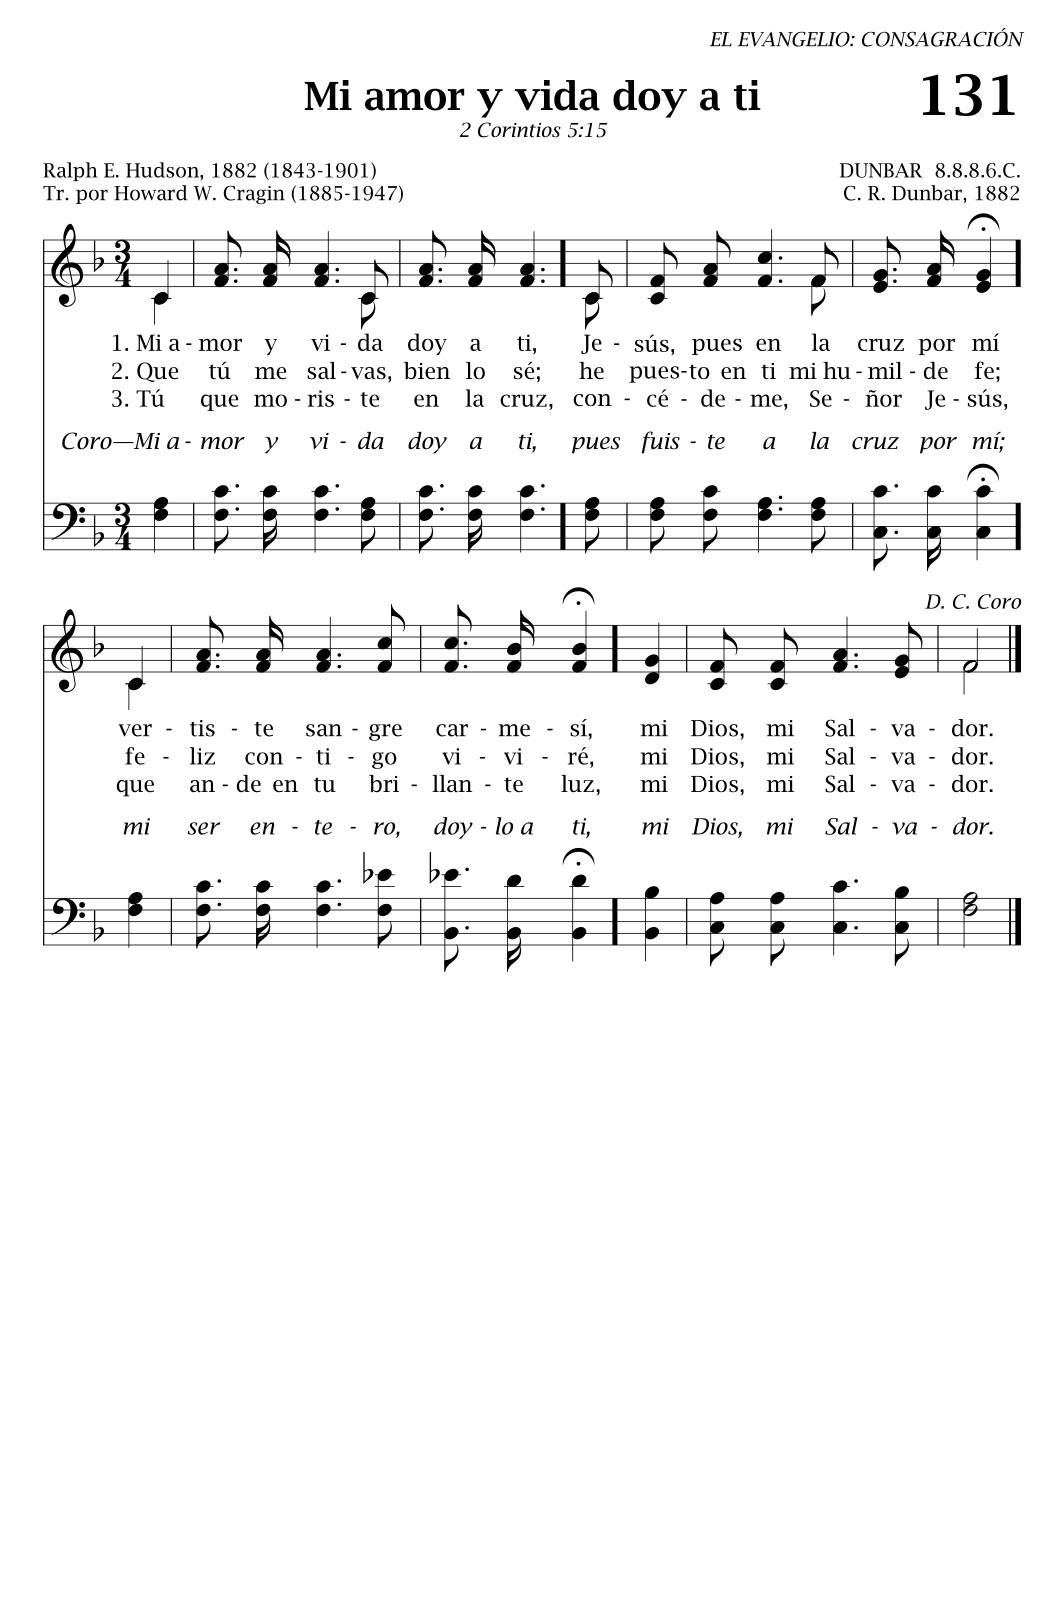 EL EVANGELIO: CONSAGRACIÓN
Mi amor y vida doy a ti
131
2 Corintios 5:15
Ralph E. Hudson, 1882 (1843-1901)
DUNBAR 8.8.8.6.C.
Tr. por Howard W. Cragin (1885-1947)
C. R. Dunbar, 1882
3 4
1. Mi a - mor y vi - da doy a ti, Je - sús, pues en la cruz por mí
2. Que tú me sal - vas, bien lo sé; he pues - to en ti mi hu - mil - de fe;
3. Tú que mo - ris - te en la cruz, con - cé - de - me, Se - ñor Je - sús,
Coro—Mi a - mor y vi - da doy a ti, pues fuis - te a la cruz por mí;
3 4
D. C. Coro
ver - tis - te san - gre car - me - sí, mi Dios, mi Sal - va - dor.
fe - liz con - ti - go vi - vi - ré, mi Dios, mi Sal - va - dor.
que an - de en tu bri - llan - te luz, mi Dios, mi Sal - va - dor.
mi ser en - te - ro, doy - lo a ti, mi Dios, mi Sal - va - dor.